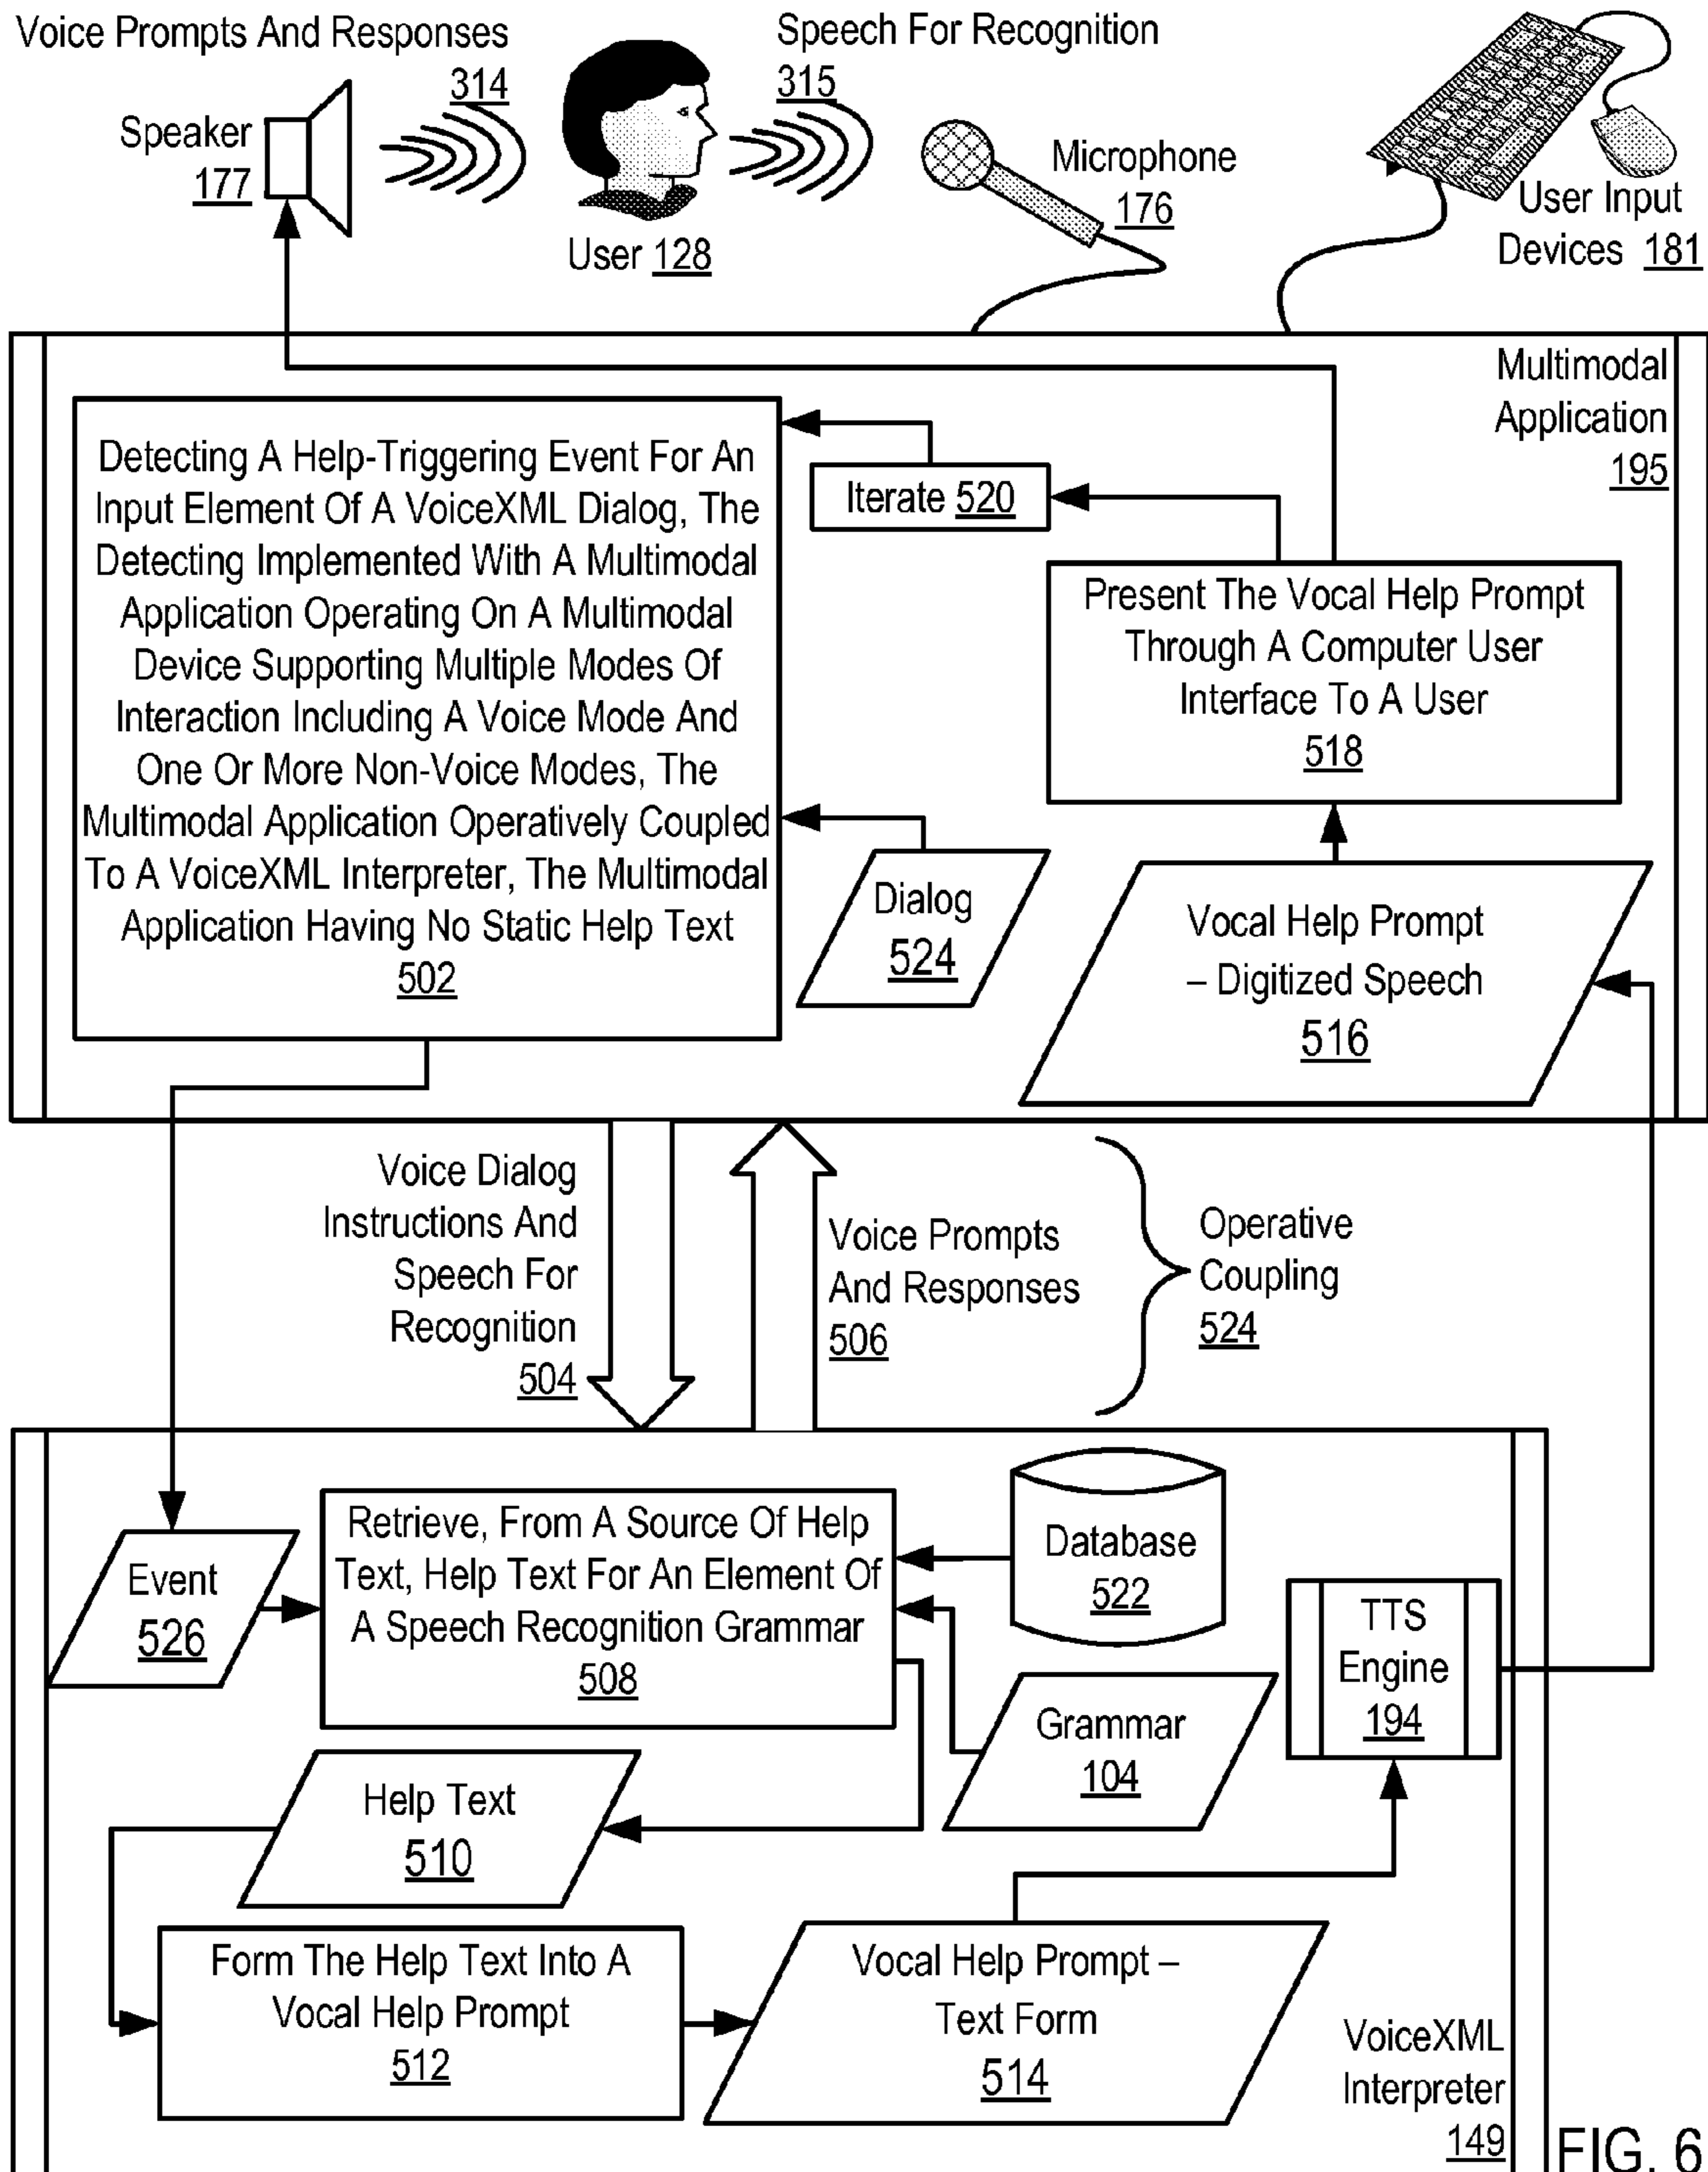 Voice Prompts And Responses
314
Speech For Recognition
315
Speaker
177
User 128
Microphone
176
User Input
Devices 181
Multimodal
Application
195
Detecting A Help-Triggering Event For An
Input Element Of A VoiceXML Dialog, The
Detecting Implemented With A Multimodal
Application Operating On A Multimodal
Device Supporting Multiple Modes Of
Interaction Including A Voice Mode And
One Or More Non-Voice Modes, The
Multimodal Application Operatively Coupled
To A VoiceXML Interpreter, The Multimodal
Application Having No Static Help Text
502
Iterate 520
Present The Vocal Help Prompt
Through A Computer User
Interface To A User
518
Dialog
524
Vocal Help Prompt
– Digitized Speech
516
Voice Dialog
Instructions And
Speech For
Recognition
504
Voice Prompts
And Responses
506
Operative
Coupling
524
Event
526
Retrieve, From A Source Of Help
Text, Help Text For An Element Of
A Speech Recognition Grammar
508
Database
522
TTS
Engine
194
Grammar
104
Help Text
510
Form The Help Text Into A
Vocal Help Prompt
512
Vocal Help Prompt –
Text Form
514
VoiceXML
Interpreter
149
FIG. 6